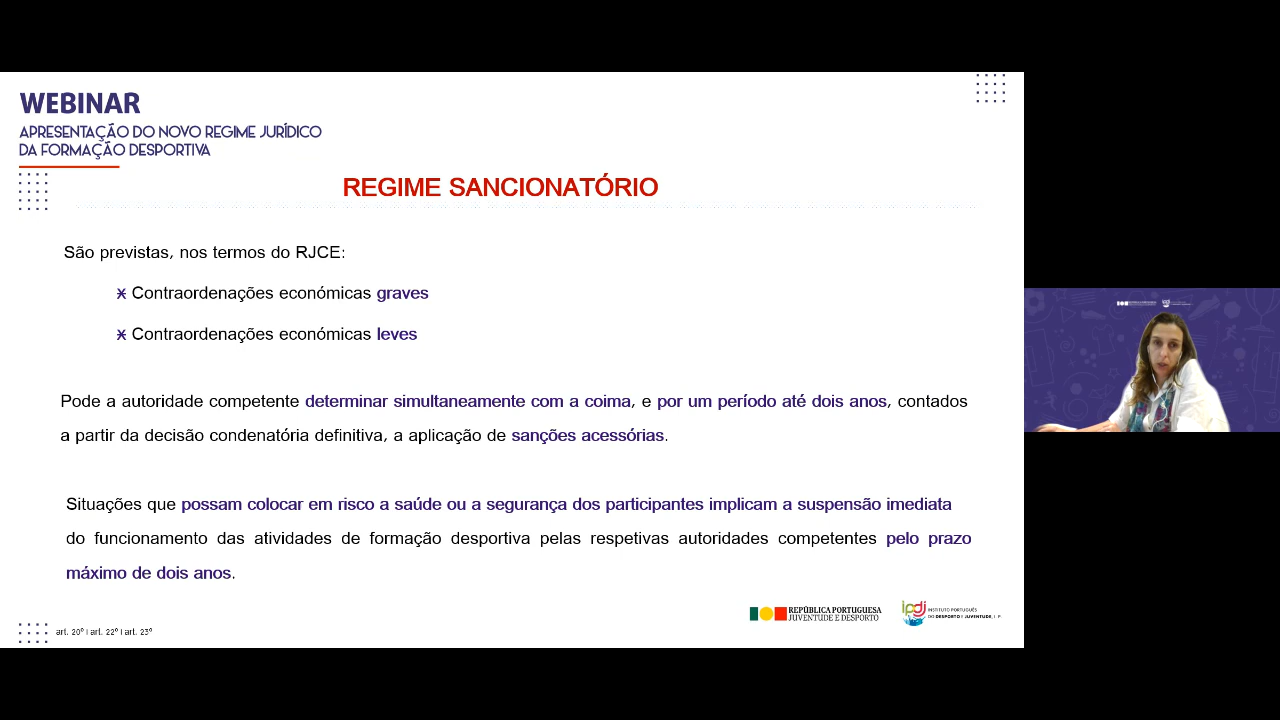 WEBINAR
APRESENTAÇÃO DO NOVO REGIME JURÍDICO
DA FORMAÇÃO DESPORTIVA
REGIME SANCIONATÓRIO
São previstas, nos termos do RJCE:
Contraordenações económicas graves
Contraordenações económicas leves
Pode a autoridade competente determinar simultaneamente com a coima, e por um período até dois anos, contados
a partir da decisão condenatória definitiva, a aplicação de sanções acessórias.
Situações que possam colocar em risco a saúde ou a segurança dos participantes implicam a suspensão imediata
do funcionamento das atividades de formação desportiva pelas respetivas autoridades competentes pelo prazo
máximo de dois anos.
REPÚBLICA PORTUGUESA
JUVENTUDE E DESPORTO
ipdj
INSTITUTO PORTUGUÊS
DO DESPORTO E JUVENTUDE, I. P.
art. 20º I art. 22º I art. 23º